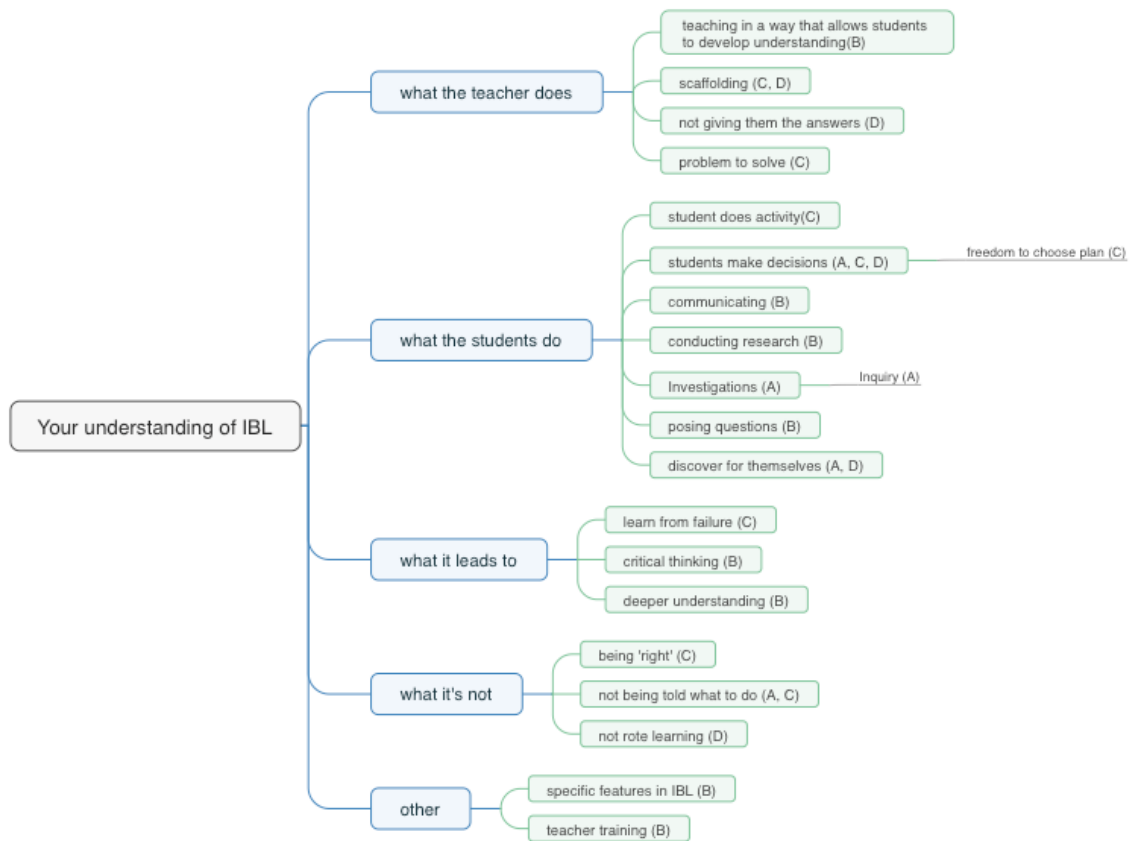 teaching in a way that allows students
to develop understanding(B)
what the teacher does
scaffolding (C, D)
not giving them the answers (D)
problem to solve (C)
student does activity(C)
students make decisions (A, C, D)
freedom to choose plan (C)
communicating (B)
what the students do
conducting research (B)
Investigations (A)
Inquiry (A)
posing questions (B)
Your understanding of IBL
discover for themselves (A, D)
learn from failure (C)
what it leads to
critical thinking (B)
deeper understanding (B)
being 'right' (C)
what it's not
not being told what to do (A, C)
not rote learning (D)
specific features in IBL (B)
other
teacher training (B)